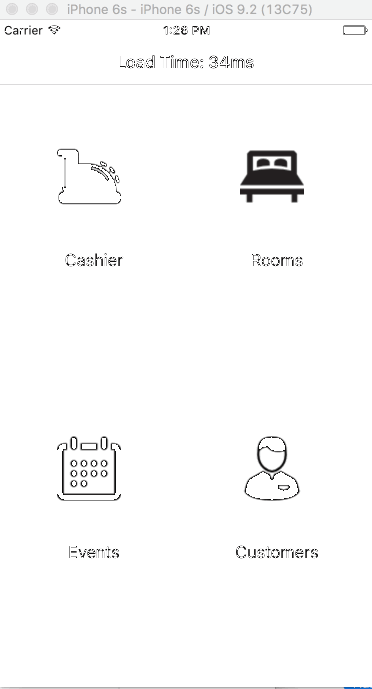 iPhone 6s - iPhone 6s / iOS 9.2 (13C75)
Carrier 1:26 PM
Load Time: 34ms
Cashier Rooms
Events Customers